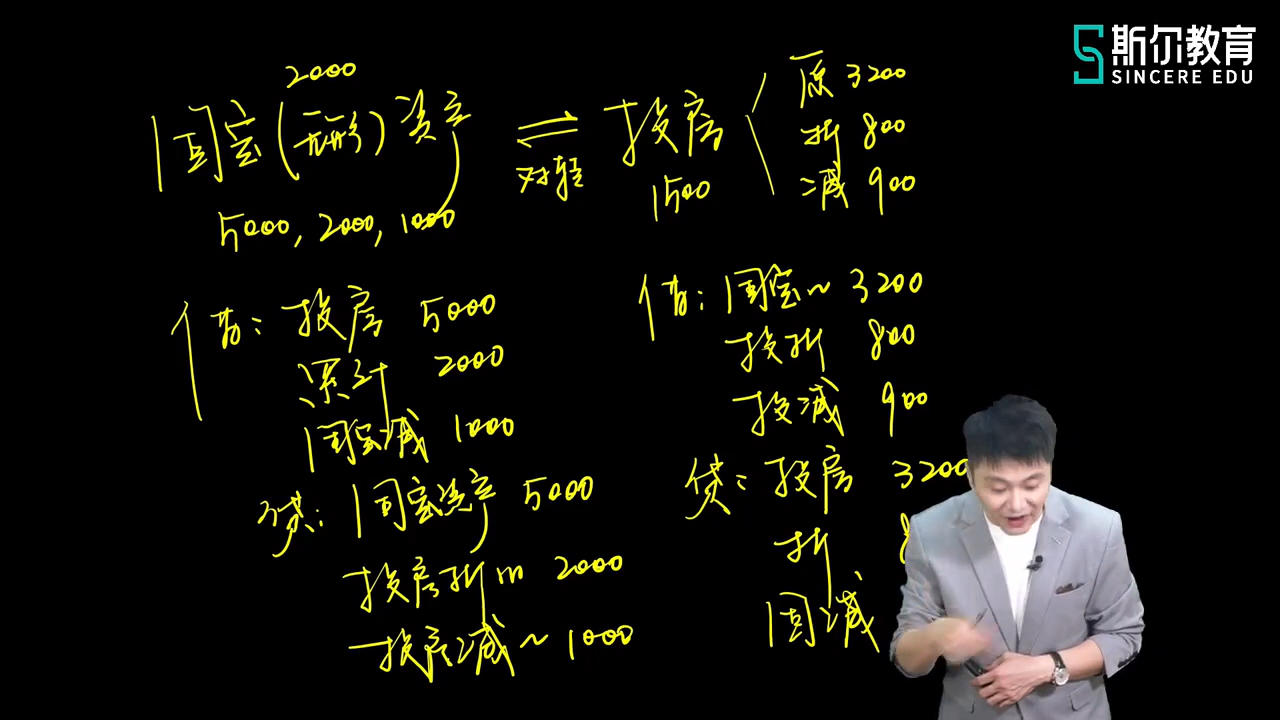 斯尔教育
SINCERE EDU
2000
固定(无形)资产 ⇌ 投房
对转
5000, 2000, 1000
1500
原 3200
折 800
减 900
借: 投房 5000
累计 2000
固定减 1000
贷: 固定资产 5000
投房折旧 2000
投房减~ 1000
借: 固定~ 3200
投折 800
投减 900
贷: 投房 3200
折 8
固减